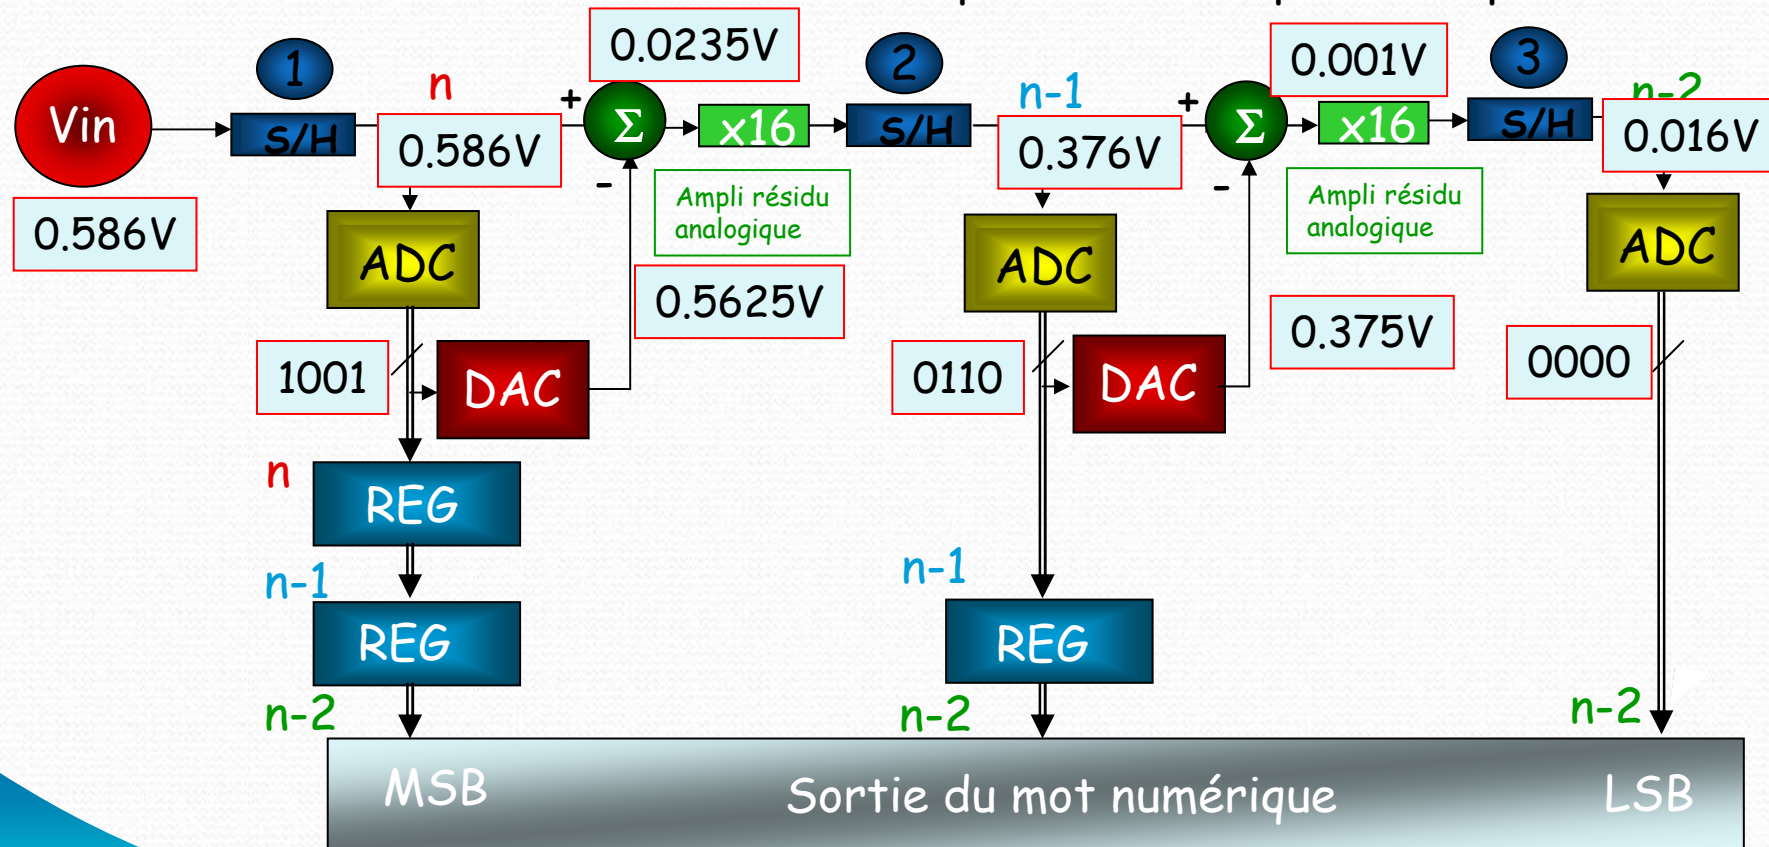 0.0235V
0.001V
1
2
3
n
n-1
n-2
+
+
Vin
S/H
Σ
x16
S/H
Σ
x16
S/H
0.586V
0.376V
0.016V
-
-
Ampli résidu
analogique
Ampli résidu
analogique
0.586V
ADC
ADC
ADC
0.5625V
0.375V
1001
DAC
0110
DAC
0000
n
REG
n-1
n-1
REG
REG
n-2
n-2
n-2
MSB
Sortie du mot numérique
LSB